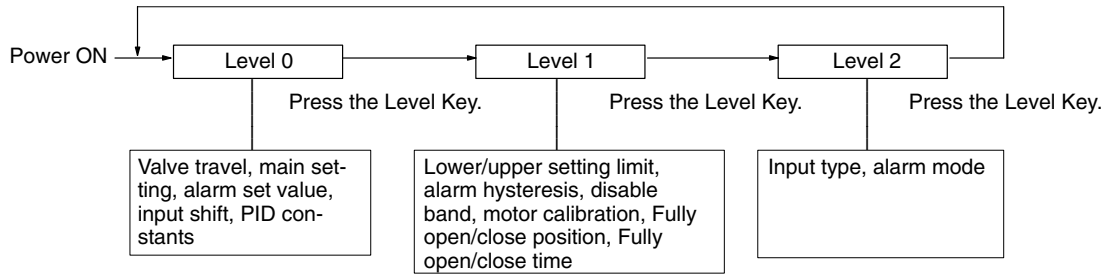 Power ON
Level 0
Level 1
Level 2
Press the Level Key.
Press the Level Key.
Press the Level Key.
Valve travel, main set-
ting, alarm set value,
input shift, PID con-
stants
Lower/upper setting limit,
alarm hysteresis, disable
band, motor calibration, Fully
open/close position, Fully
open/close time
Input type, alarm mode